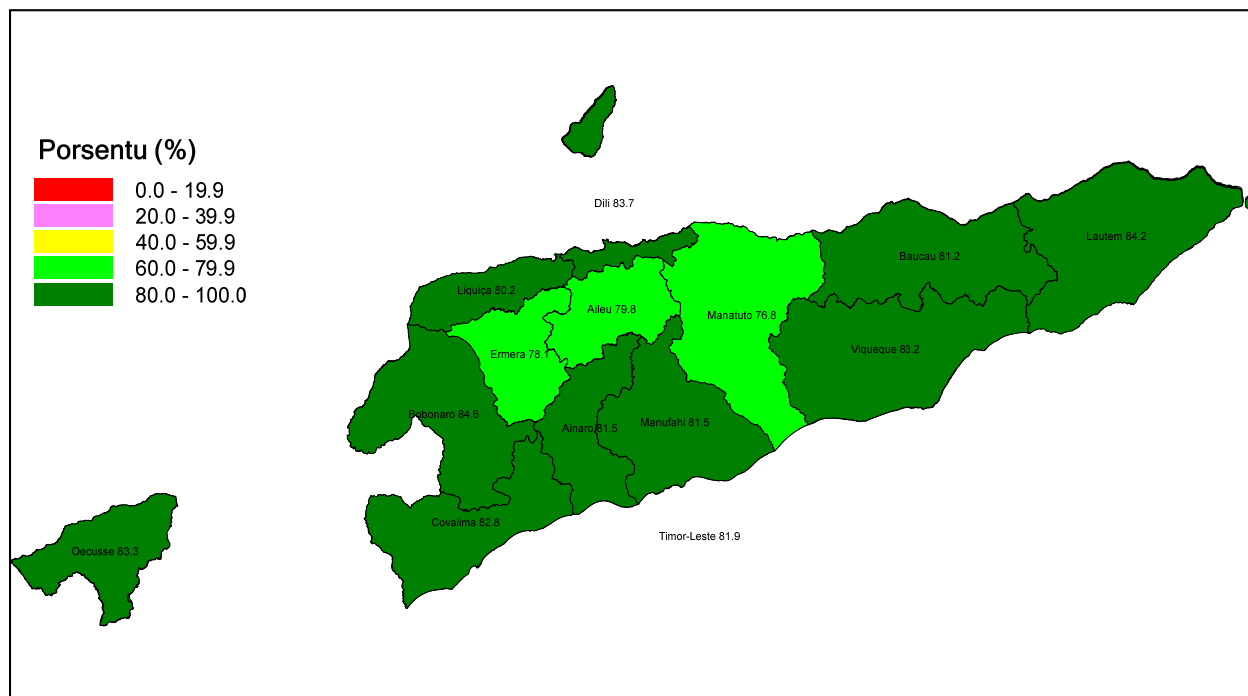 Porsentu (%)
0.0 - 19.9
20.0 - 39.9
40.0 - 59.9
60.0 - 79.9
80.0 - 100.0
Dili 83.7
Lautem 84.2
Baucau 81.2
Liquiça 80.2
Aileu 79.8
Manatuto 76.8
Ermera 78.1
Viqueque 83.2
Bobonaro 84.6
Ainaro 81.5
Manufahi 81.5
Covalima 82.8
Timor-Leste 81.9
Oecusse 83.3